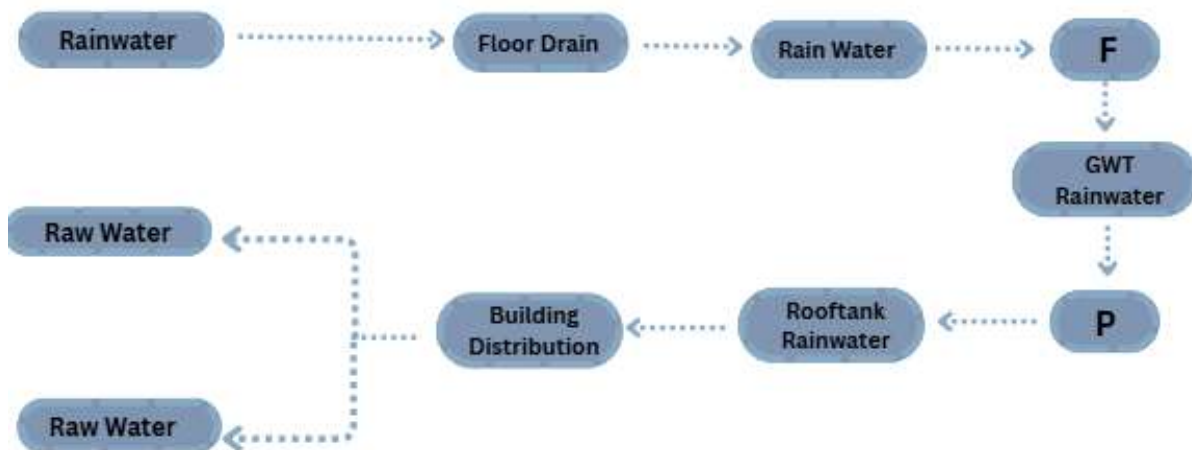 Rainwater
Floor Drain
Rain Water
F
GWT
Rainwater
P
Rooftank
Rainwater
Building
Distribution
Raw Water
Raw Water